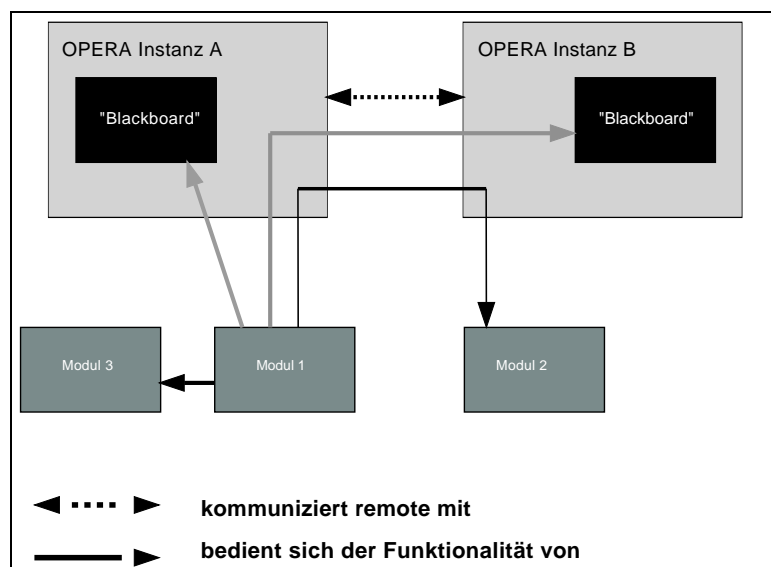 OPERA Instanz A
OPERA Instanz B
"Blackboard"
"Blackboard"
Modul 3
Modul 1
Modul 2
kommuniziert remote mit
bedient sich der Funktionalität von